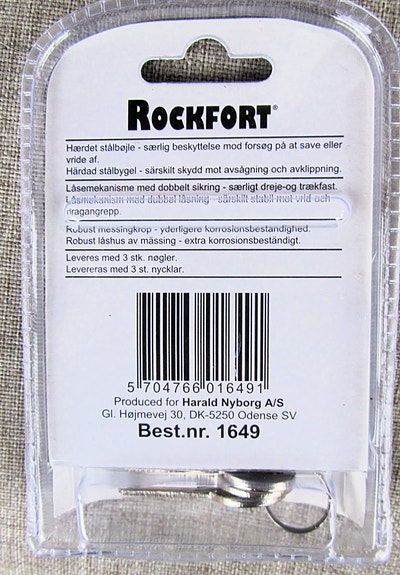 ROCKFORT®
Hærdet stålbøjle - særlig beskyttelse mod forsøg på at save eller
vride af.
Härdad stålbygel - särskilt skydd mot avsågning och avklippning.
Låsemekanisme med dobbelt sikring - særligt dreje-og trækfast.
Låsmekanism med dubbel låsning - särskilt stabil mot vrid och
dragangrepp.
Robust messingkrop - yderligere korrosionsbestandighed.
Robust låshus av mässing - extra korrosionsbeständigt.
Leveres med 3 stk. nøgler.
Levereras med 3 st. nycklar.
5 704766 016491
Produced for Harald Nyborg A/S
Gl. Højmevej 30, DK-5250 Odense SV
Best.nr. 1649